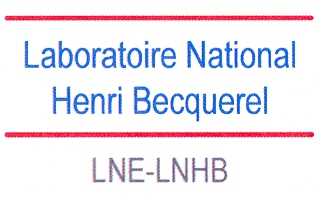 Laboratoire National
Henri Becquerel
LNE-LNHB